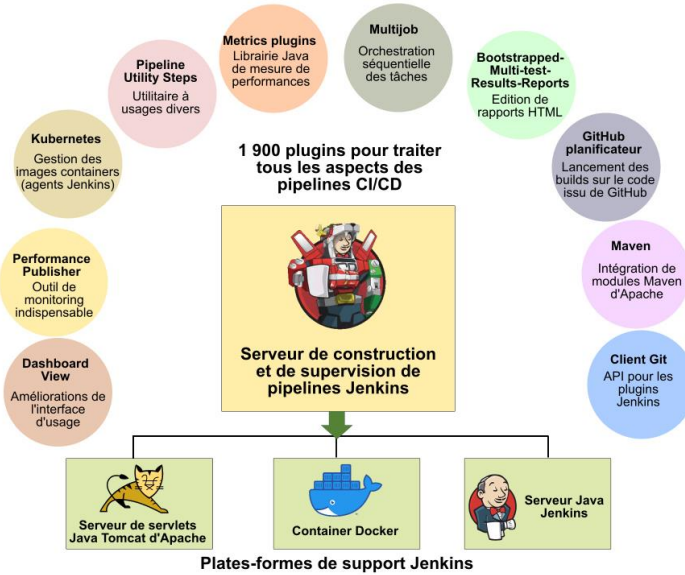 Metrics plugins
Librairie Java
de mesure de
performances
Multijob
Orchestration
séquentielle
des tâches
Pipeline
Utility Steps
Utilitaire à
usages divers
Bootstrapped-
Multi-test-
Results-Reports
Edition de
rapports HTML
Kubernetes
Gestion des
images containers
(agents Jenkins)
GitHub
planificateur
Lancement des
builds sur le code
issu de GitHub
1 900 plugins pour traiter
tous les aspects des
pipelines CI/CD
Performance
Publisher
Outil de
monitoring
indispensable
Maven
Intégration de
modules Maven
d'Apache
Dashboard
View
Améliorations de
l'interface
d'usage
Client Git
API pour les
plugins
Jenkins
Serveur de construction
et de supervision de
pipelines Jenkins
Serveur de servlets
Java Tomcat d'Apache
Container Docker
Serveur Java
Jenkins
Plates-formes de support Jenkins